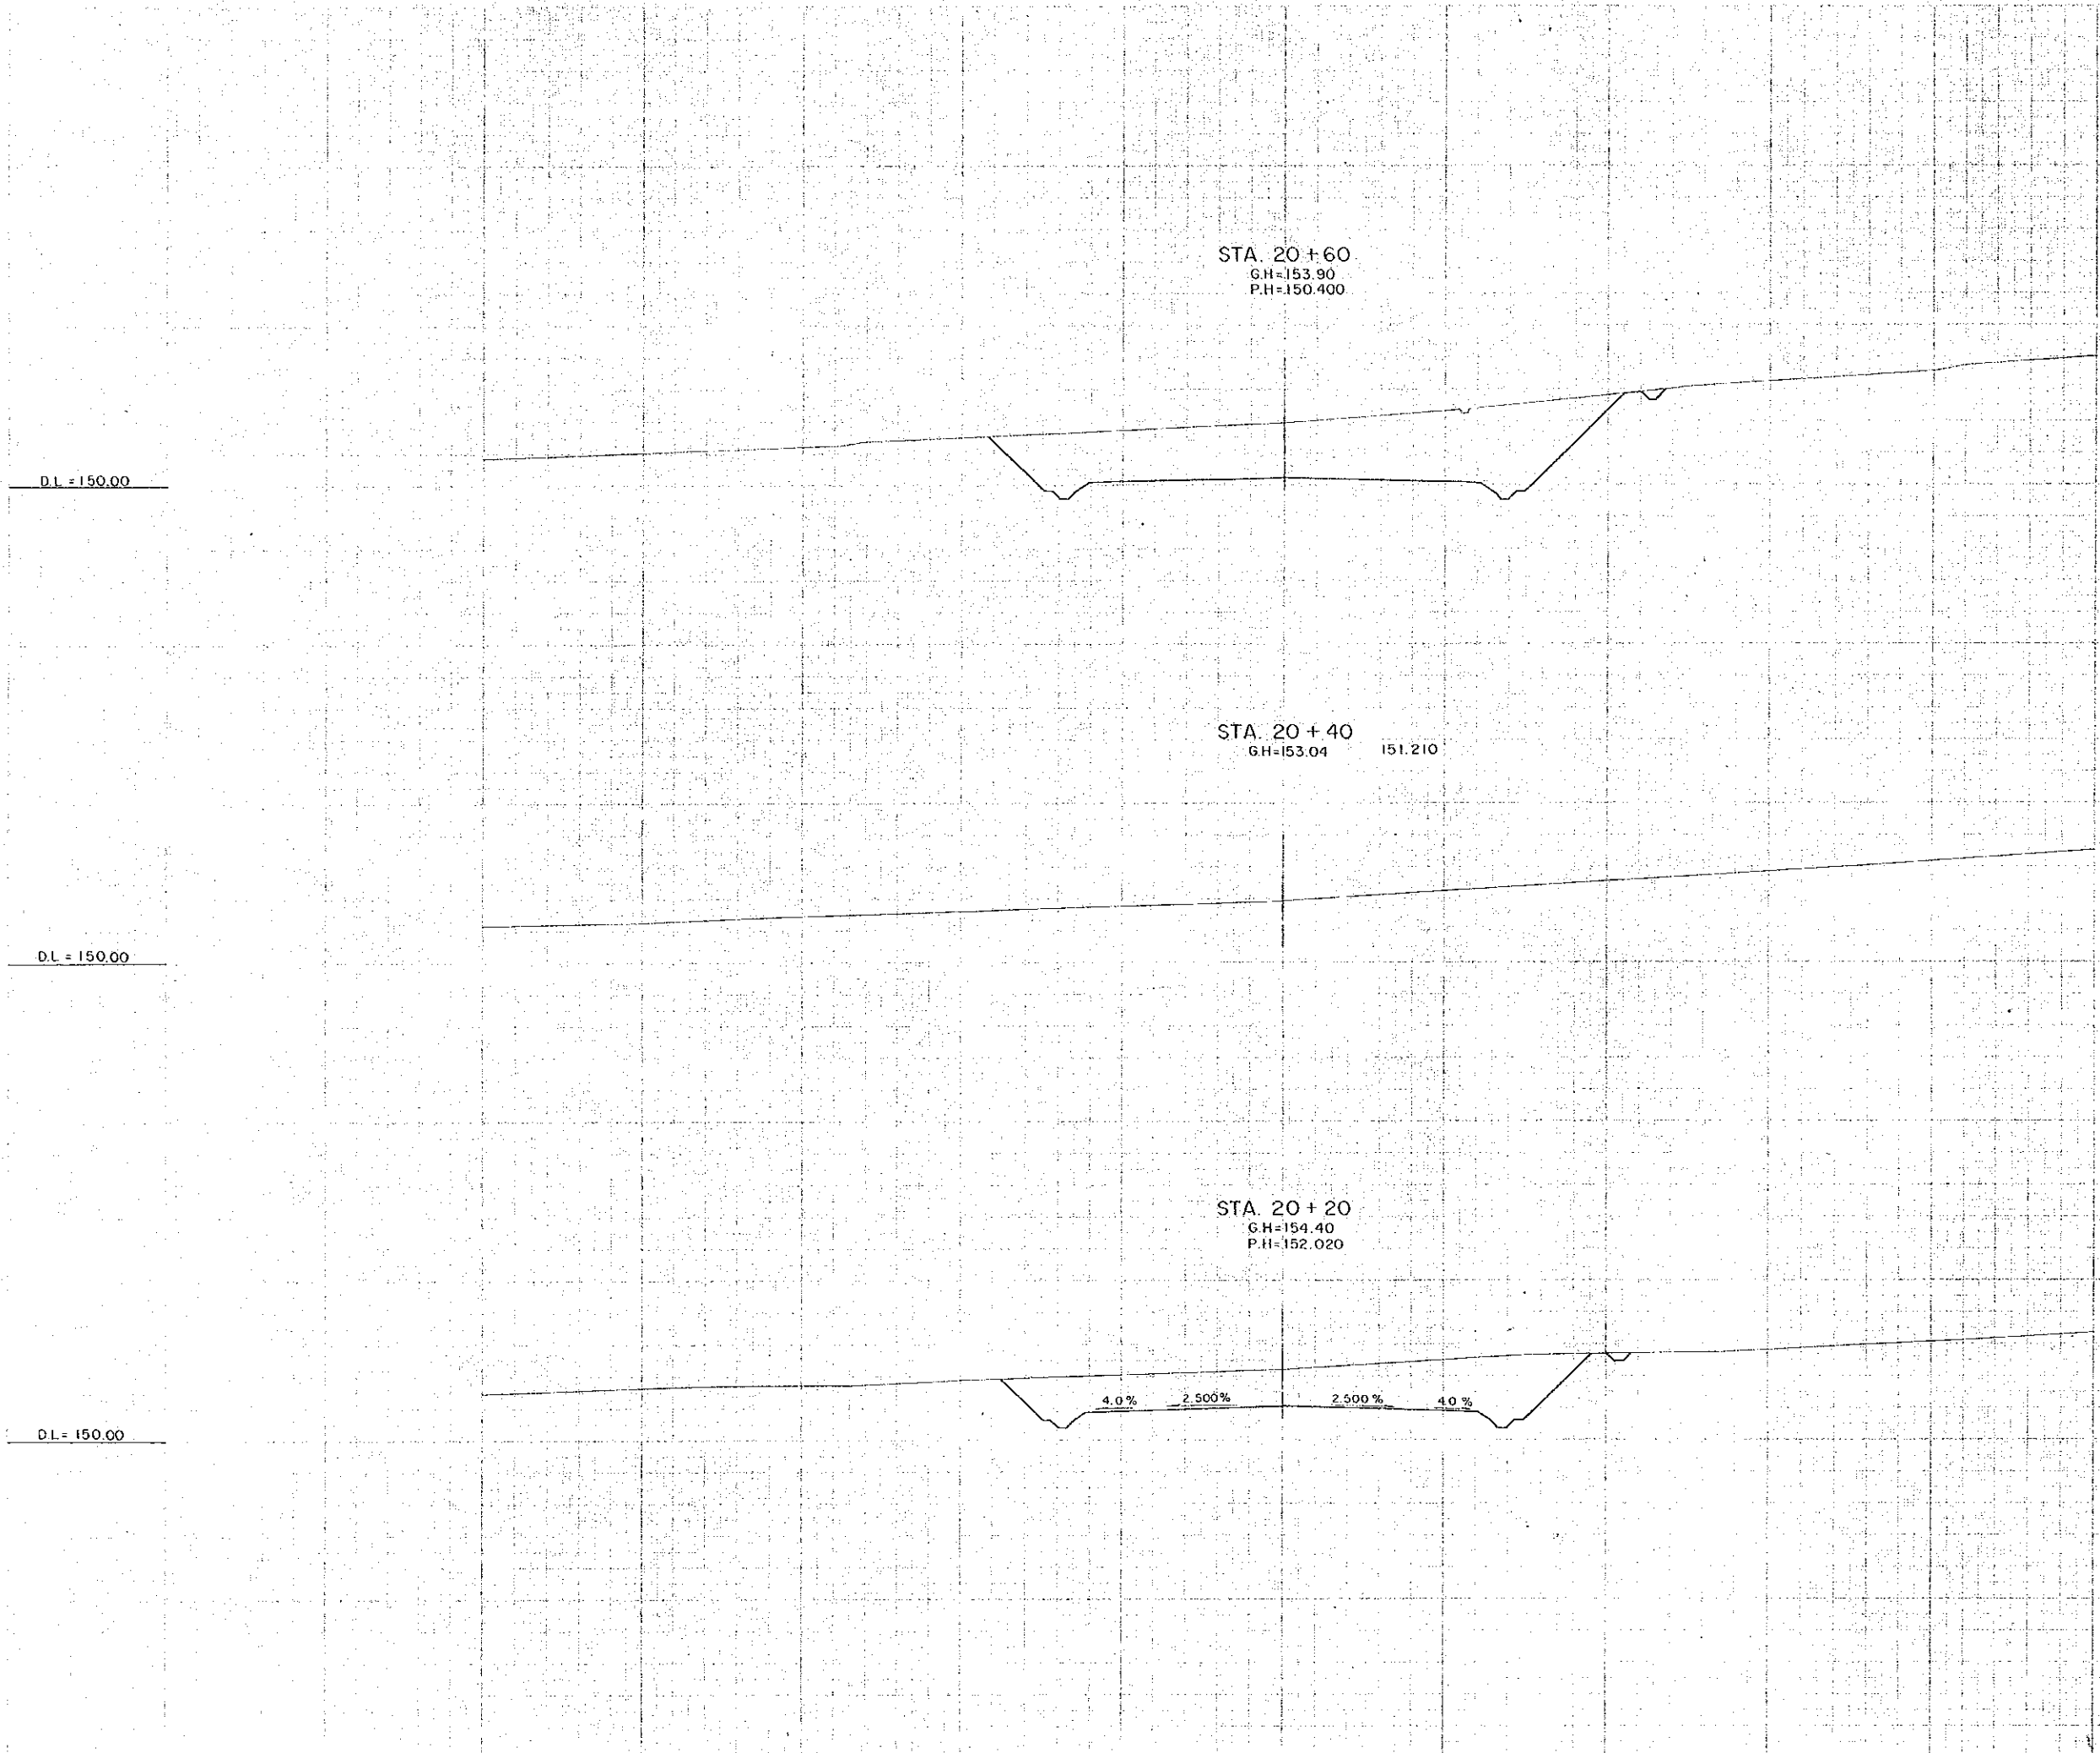 STA. 20+60
G.H=153.90
P.H=150.400
D.L = 150.00
STA. 20+40
G.H=153.04 151.210
D.L = 150.00
STA. 20+20
G.H=154.40
P.H=152.020
4.0% 2.500% 2.500% 4.0%
D.L = 150.00